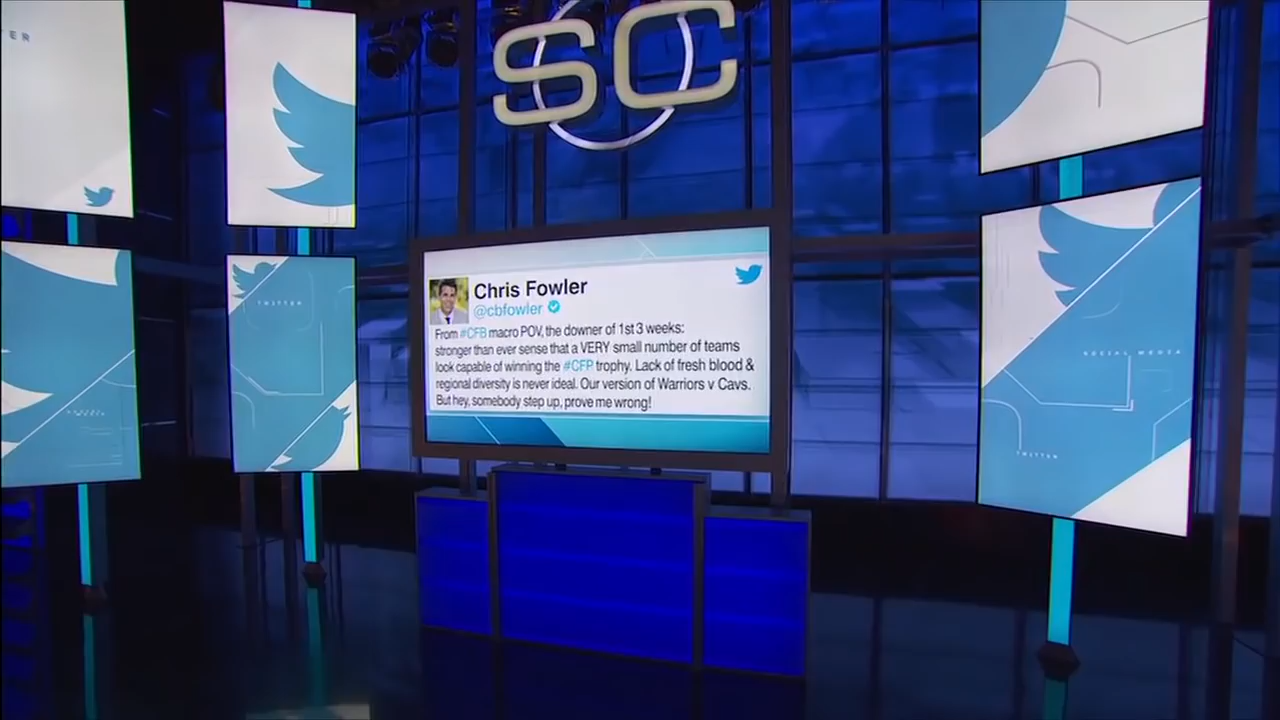 TER
SC
Chris Fowler
@cbfowler
From #CFB macro POV, the downer of 1st 3 weeks:
stronger than ever sense that a VERY small number of teams
look capable of winning the #CFP trophy. Lack of fresh blood &
regional diversity is never ideal. Our version of Warriors v Cavs.
But hey, somebody step up, prove me wrong!
TWITTER
SOCIAL MEDIA
TWITTER